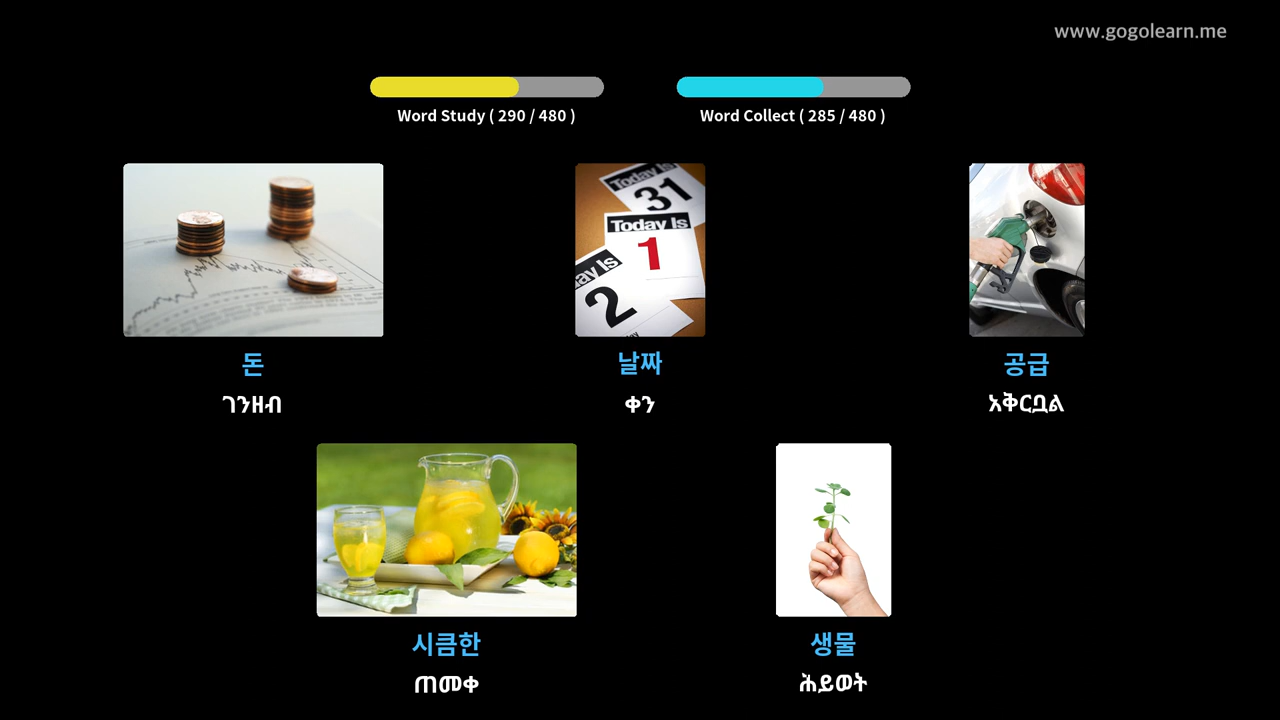 www.gogolearn.me
Word Study ( 290 / 480 )
Word Collect ( 285 / 480 )
Today Is
31
Today Is
1
ay Is
2
돈
날짜
공급
ገንዘብ
ቀን
አቅርቧል
시큼한
생물
ጠመቀ
ሕይወት